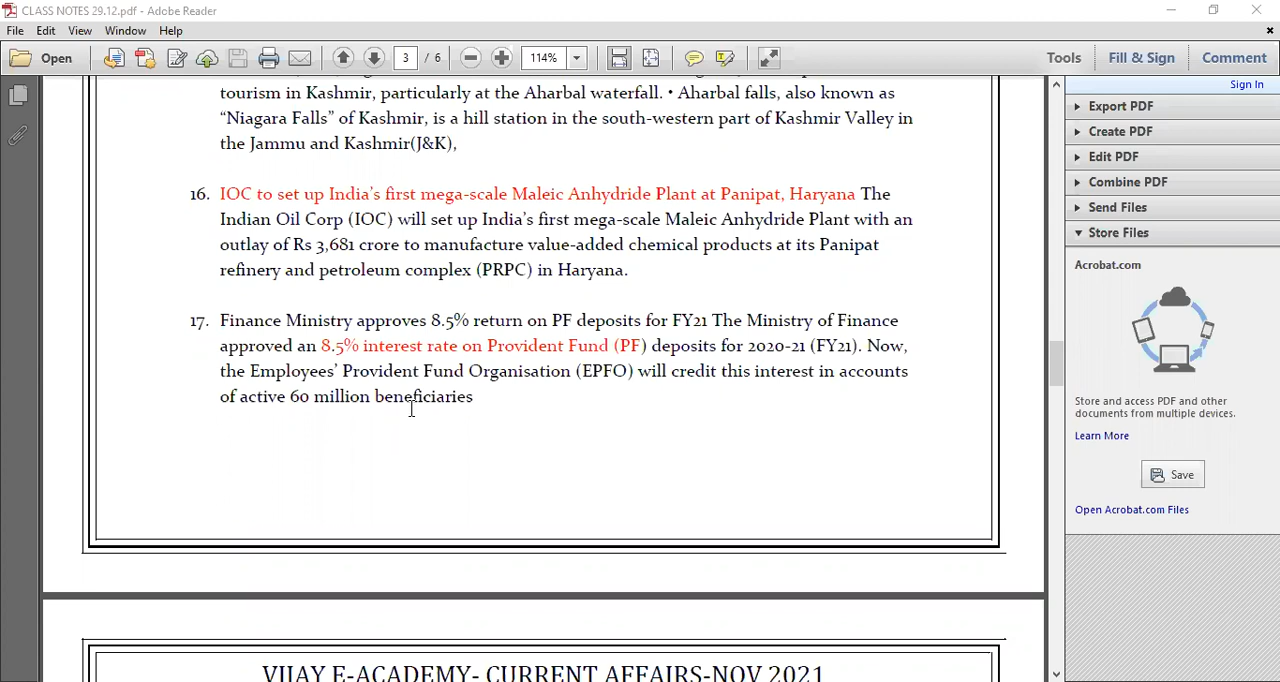 CLASS NOTES 29.12.pdf - Adobe Reader
File Edit View Window Help
Open 3 / 6 114% Tools Fill & Sign Comment
Sign In
Export PDF
Create PDF
Edit PDF
Combine PDF
Send Files
Store Files
Acrobat.com
Store and access PDF and other
documents from multiple devices.
Learn More
Save
Open Acrobat.com Files
tourism in Kashmir, particularly at the Aharbal waterfall. • Aharbal falls, also known as
“Niagara Falls” of Kashmir, is a hill station in the south-western part of Kashmir Valley in
the Jammu and Kashmir(J&K),
16. IOC to set up India’s first mega-scale Maleic Anhydride Plant at Panipat, Haryana The
Indian Oil Corp (IOC) will set up India’s first mega-scale Maleic Anhydride Plant with an
outlay of Rs 3,681 crore to manufacture value-added chemical products at its Panipat
refinery and petroleum complex (PRPC) in Haryana.
17. Finance Ministry approves 8.5% return on PF deposits for FY21 The Ministry of Finance
approved an 8.5% interest rate on Provident Fund (PF) deposits for 2020-21 (FY21). Now,
the Employees’ Provident Fund Organisation (EPFO) will credit this interest in accounts
of active 60 million beneficiaries
VIJAY E-ACADEMY- CURRENT AFFAIRS-NOV 2021